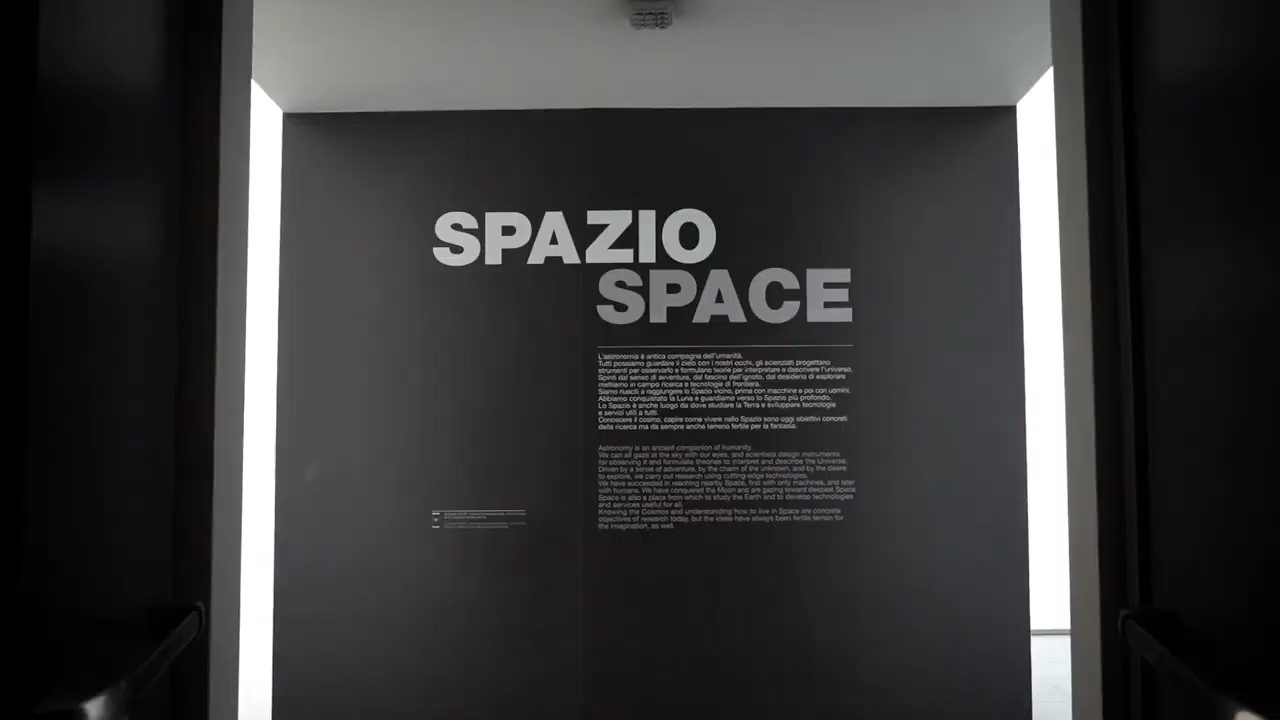 SPAZIO
SPACE
L'astronomia è antica compagna dell'umanità.
Tutti possiamo guardare il cielo con i nostri occhi, gli scienziati progettano
strumenti per osservarlo e formulano teorie per interpretare e descrivere l'universo.
Spinti dal senso di avventura, dal fascino dell'ignoto, dal desiderio di esplorare
mettiamo in campo ricerca e tecnologie di frontiera.
Siamo riusciti a raggiungere lo Spazio vicino, prima con macchine e poi con uomini.
Abbiamo conquistato la Luna e guardiamo verso lo Spazio più profondo.
Lo Spazio è anche luogo da dove studiare la Terra e sviluppare tecnologie
e servizi utili a tutti.
Conoscere il cosmo, capire come vivere nello Spazio sono oggi obiettivi concreti
della ricerca ma da sempre anche terreno fertile per la fantasia.
Astronomy is an ancient companion of humanity.
We can all gaze at the sky with our eyes, and scientists design instruments
for observing it and formulate theories to interpret and describe the Universe.
Driven by a sense of adventure, by the charm of the unknown, and by the desire
to explore, we carry out research using cutting-edge technologies.
We have succeeded in reaching nearby Space, first with only machines, and later
with humans. We have conquered the Moon and are gazing toward deepest Space.
Space is also a place from which to study the Earth and to develop technologies
and services useful for all.
Knowing the Cosmos and understanding how to live in Space are concrete
objectives of research today, but the ideas have always been fertile terrain for
the imagination, as well.